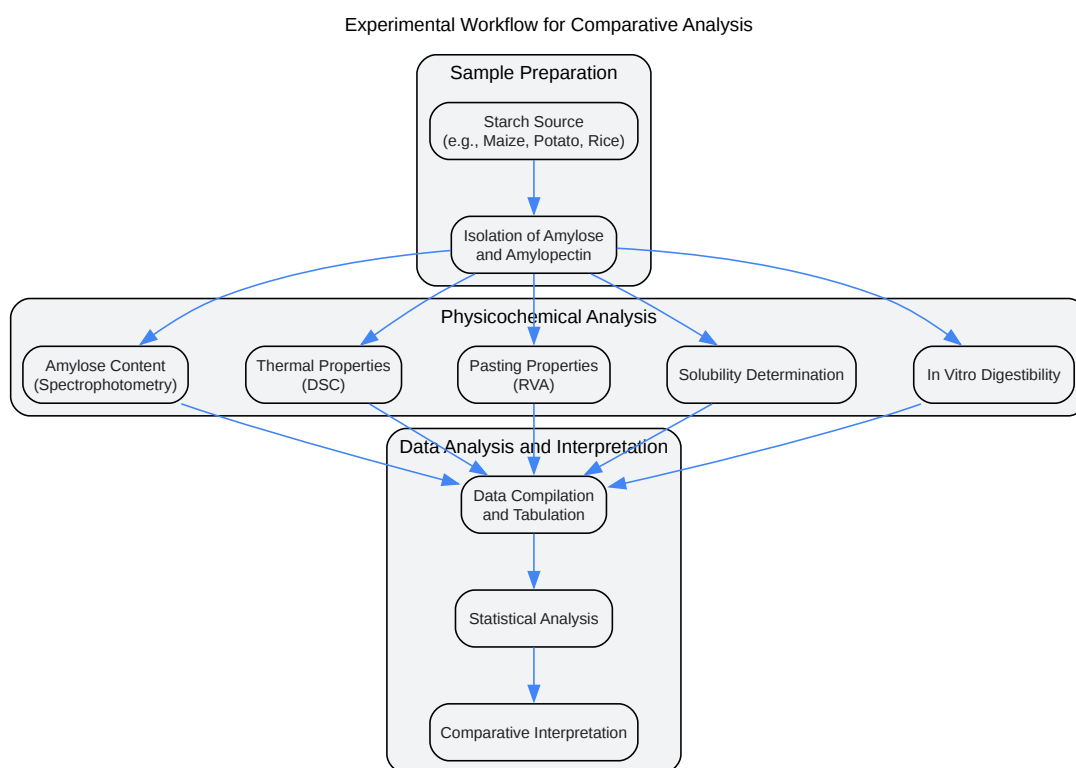 Experimental Workflow for Comparative Analysis
Sample Preparation
Starch Source
(e.g., Maize, Potato, Rice)
Isolation of Amylose
and Amylopectin
Physicochemical Analysis
Amylose Content
(Spectrophotometry)
Thermal Properties
(DSC)
Pasting Properties
(RVA)
Solubility Determination
In Vitro Digestibility
Data Analysis and Interpretation
Data Compilation
and Tabulation
Statistical Analysis
Comparative Interpretation